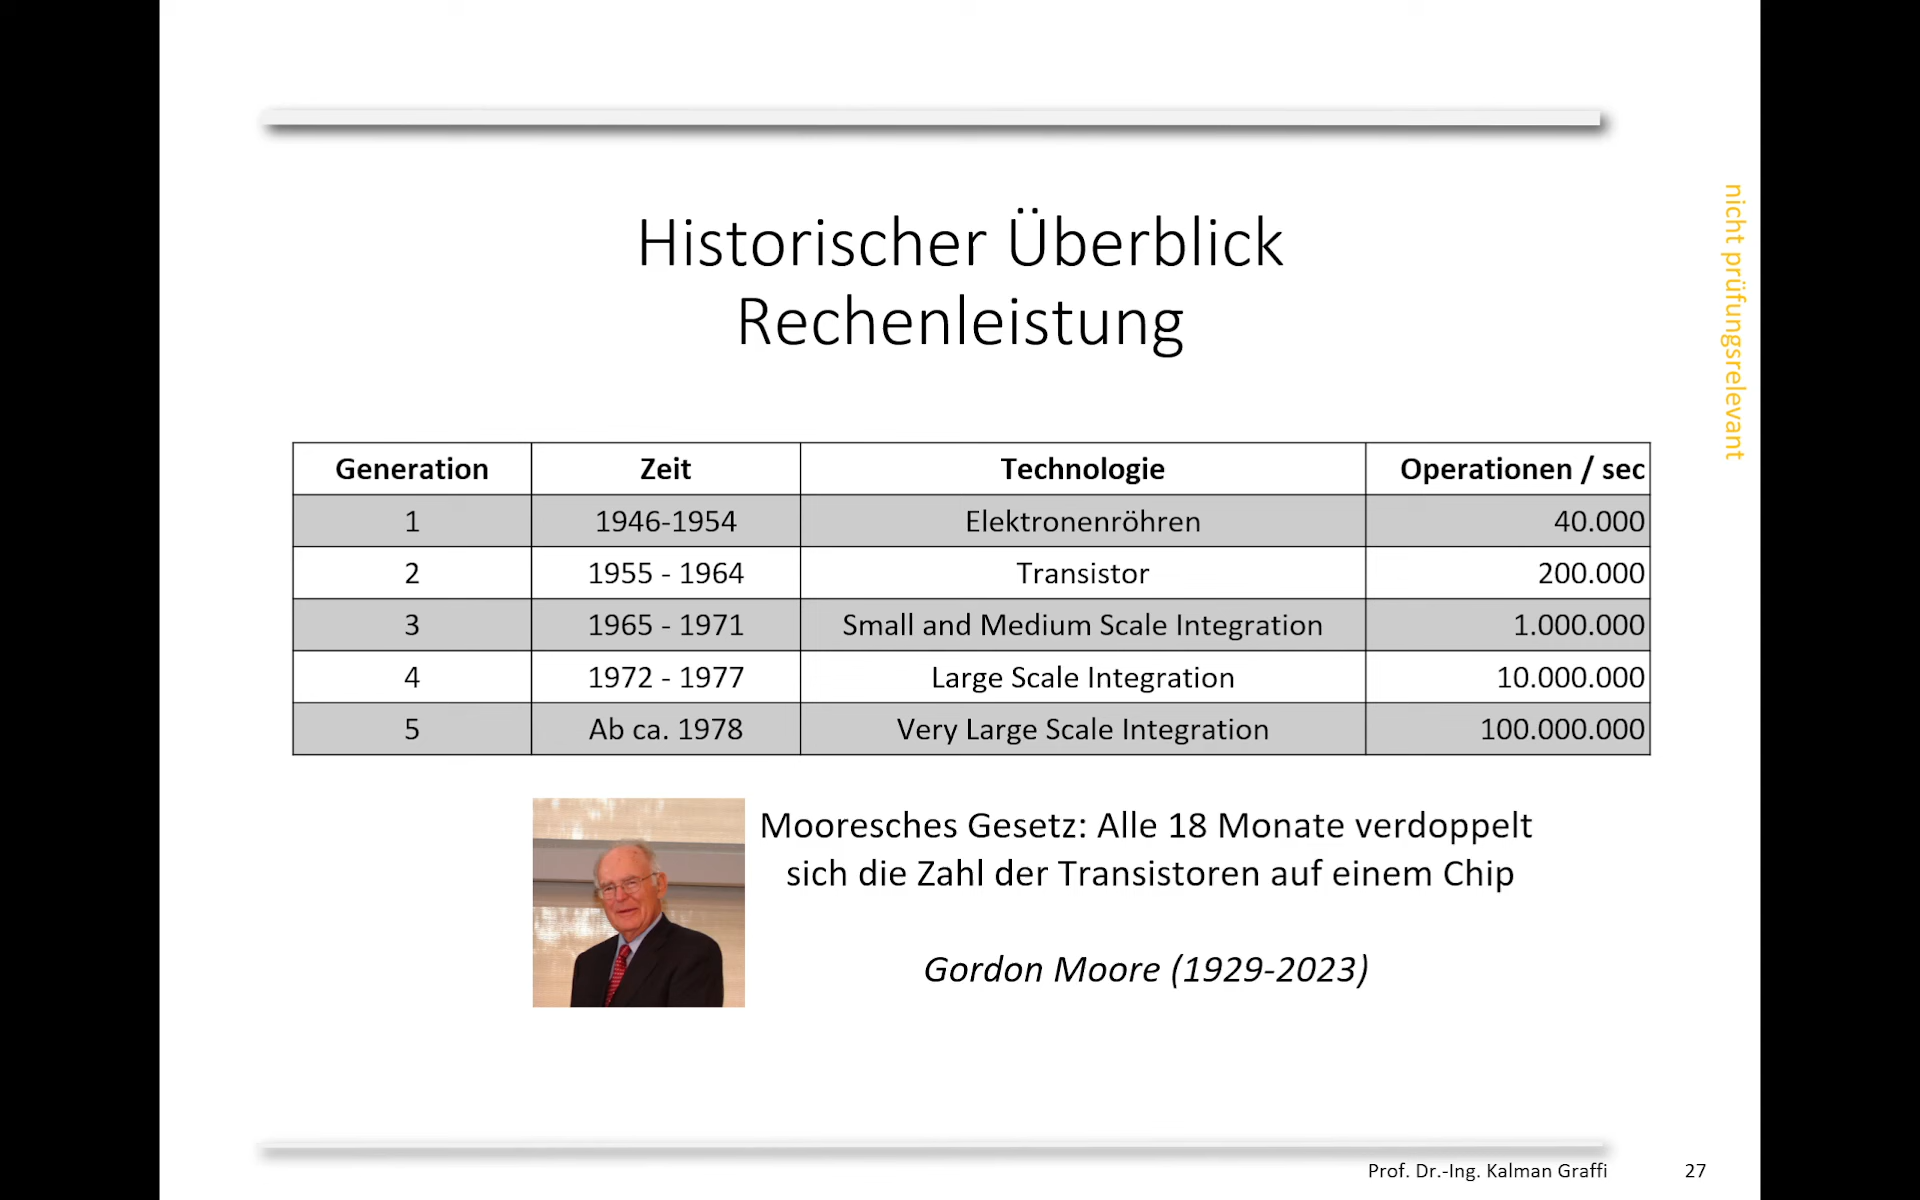 Historischer Überblick
Rechenleistung
nicht prüfungsrelevant
Generation Zeit Technologie Operationen / sec
1 1946-1954 Elektronenröhren 40.000
2 1955 - 1964 Transistor 200.000
3 1965 - 1971 Small and Medium Scale Integration 1.000.000
4 1972 - 1977 Large Scale Integration 10.000.000
5 Ab ca. 1978 Very Large Scale Integration 100.000.000
Mooresches Gesetz: Alle 18 Monate verdoppelt
sich die Zahl der Transistoren auf einem Chip
Gordon Moore (1929-2023)
Prof. Dr.-Ing. Kalman Graffi 27